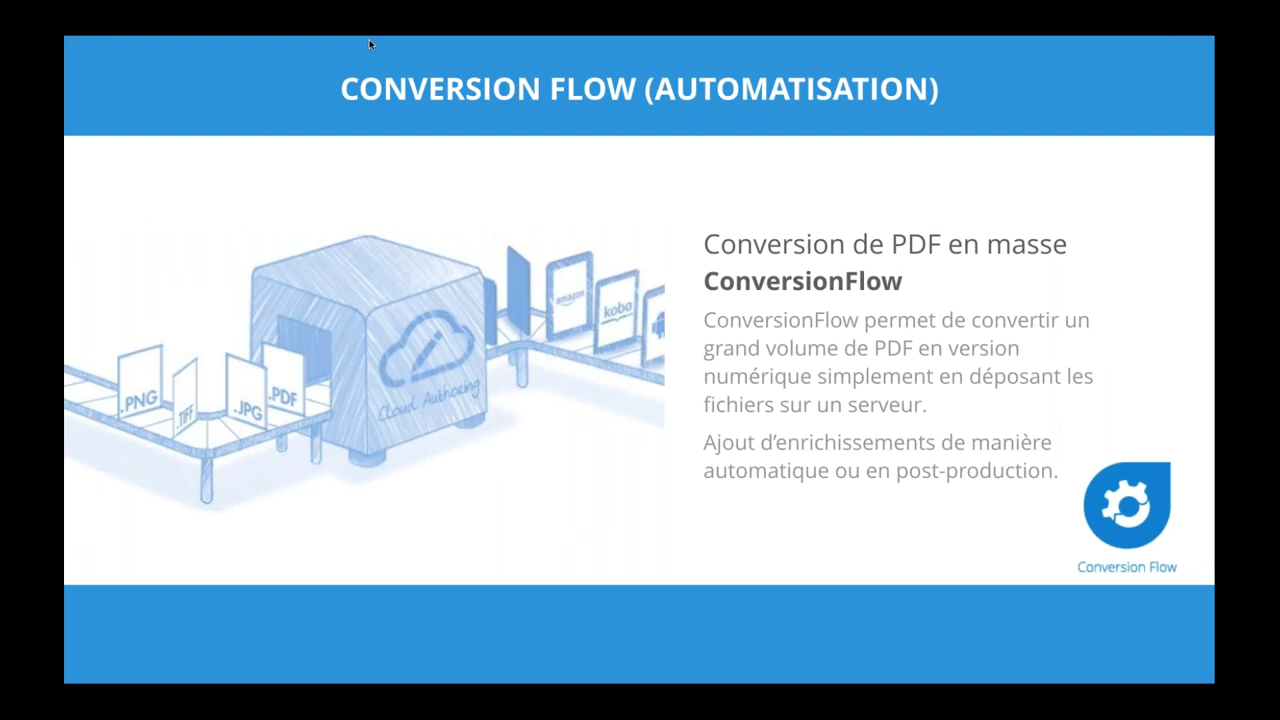 CONVERSION FLOW (AUTOMATISATION)
.PNG
.TIFF
.JPG
.PDF
Cloud Authoring
amazon
kobo
Conversion de PDF en masse
ConversionFlow
ConversionFlow permet de convertir un
grand volume de PDF en version
numérique simplement en déposant les
fichiers sur un serveur.
Ajout d’enrichissements de manière
automatique ou en post-production.
Conversion Flow